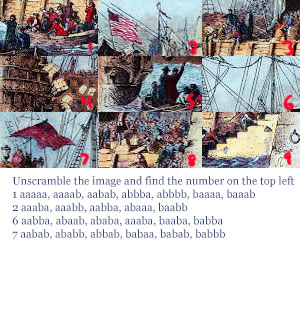 1 2 3
4 5 6
7 8 9
Unscramble the image and find the number on the top left
1 aaaaa, aaaab, aabab, abbba, abbbb, baaaa, baaab
2 aaaba, aaabb, aabba, abaaa, baabb
6 aabba, abaab, ababa, aaaba, baaba, babba
7 aabab, ababb, abbab, babaa, babab, babbb